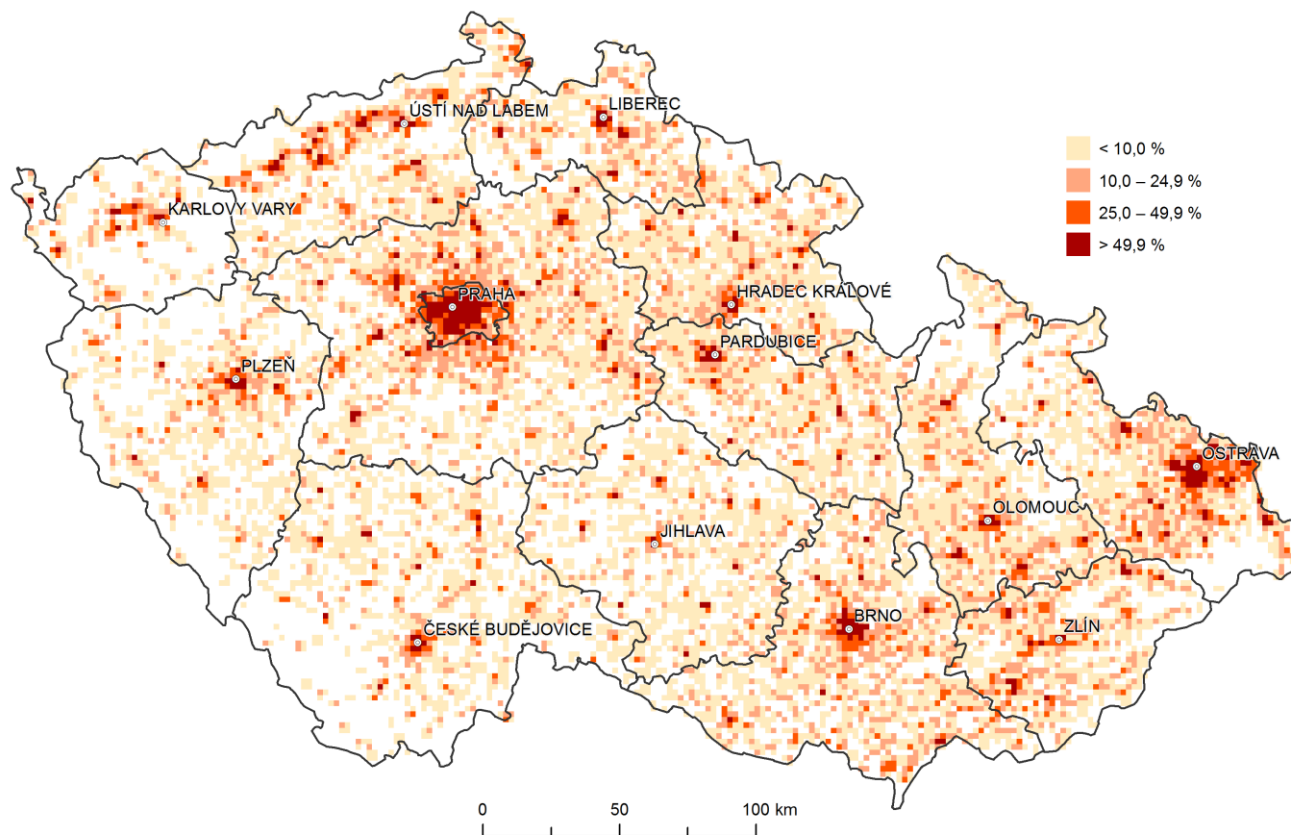 ÚSTÍ NAD LABEM
LIBEREC
KARLOVY VARY
PRAHA
HRADEC KRÁLOVÉ
PARDUBICE
PLZEŇ
OSTRAVA
OLOMOUC
JIHLAVA
BRNO
ČESKÉ BUDĚJOVICE
ZLÍN
< 10,0 %
10,0 – 24,9 %
25,0 – 49,9 %
> 49,9 %
0 50 100 km